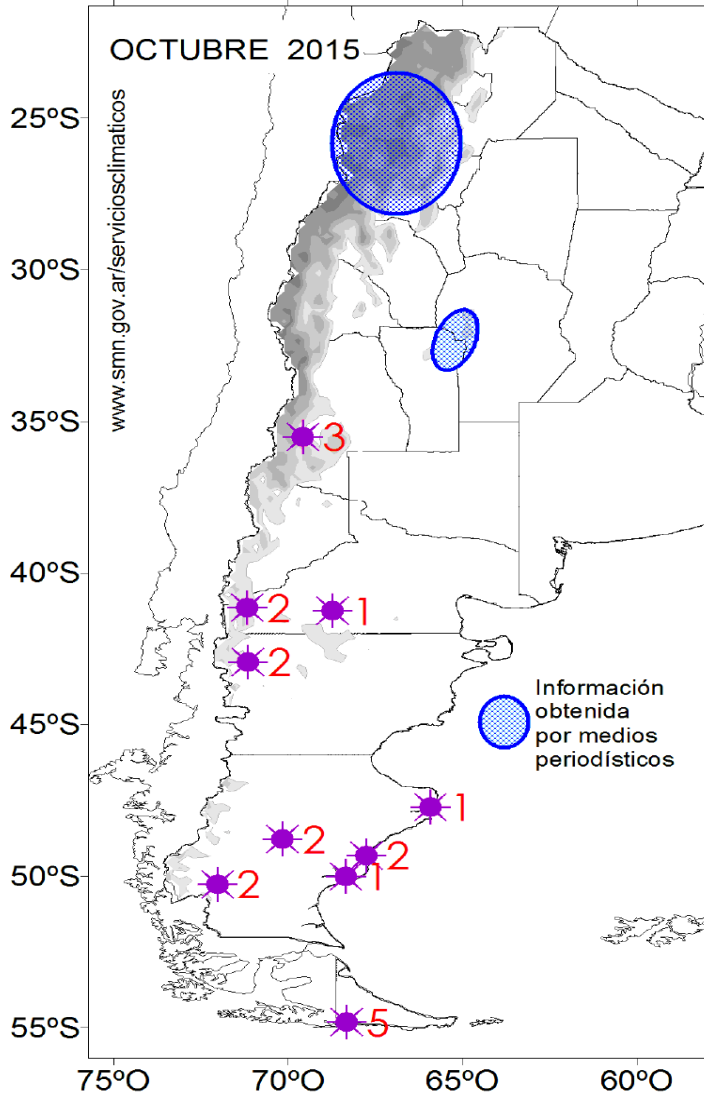 OCTUBRE 2015
www.smn.gov.ar/serviciosclimaticos
25ºS
30ºS
35ºS
3
40ºS
2
1
2
Información
obtenida
por medios
periodísticos
45ºS
1
2
2
50ºS
2
1
5
55ºS
75ºO
70ºO
65ºO
60ºO